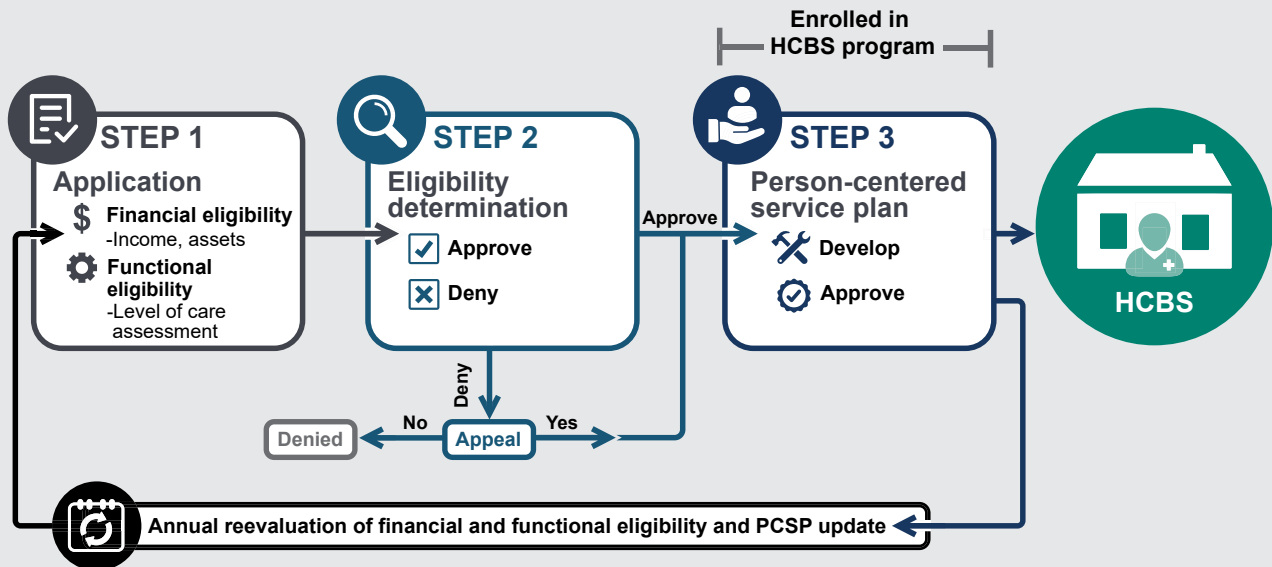 Enrolled in
HCBS program
STEP 1
Application
$ Financial eligibility
-Income, assets
Functional
eligibility
-Level of care
assessment
STEP 2
Eligibility
determination
Approve
Deny
Approve
Deny
No
Yes
Denied
Appeal
STEP 3
Person-centered
service plan
Develop
Approve
HCBS
Annual reevaluation of financial and functional eligibility and PCSP update